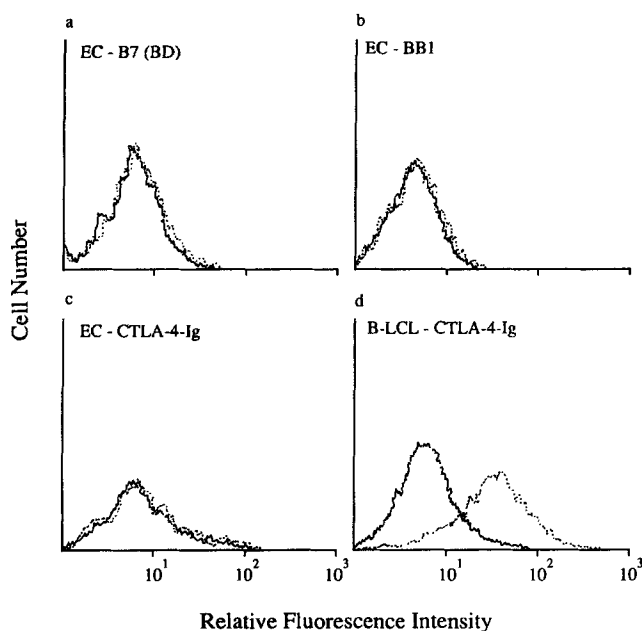 a
EC - B7 (BD)
b
EC - BB1
c
EC - CTLA-4-Ig
d
B-LCL - CTLA-4-Ig
Cell Number
10¹ 10² 10³
10¹ 10² 10³
Relative Fluorescence Intensity